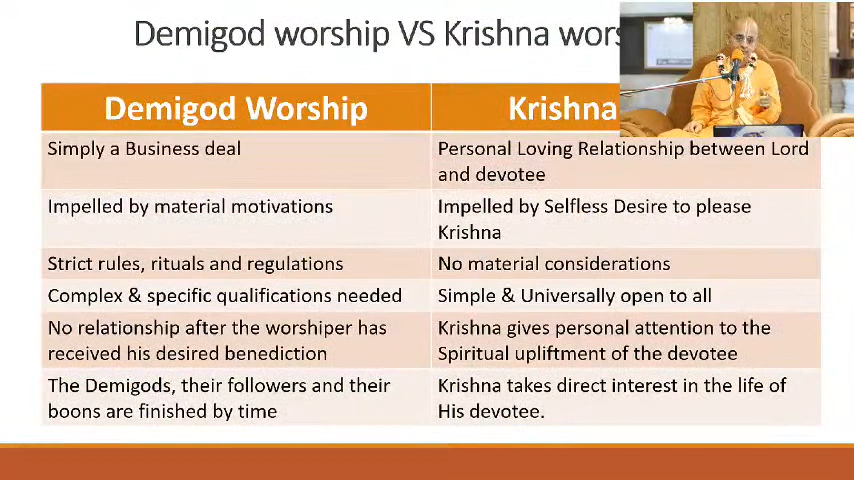 Demigod worship VS Krishna
Demigod Worship
Krishna
Simply a Business deal
Personal Loving Relationship between Lord
and devotee
Impelled by material motivations
Impelled by Selfless Desire to please
Krishna
Strict rules, rituals and regulations
No material considerations
Complex & specific qualifications needed
Simple & Universally open to all
No relationship after the worshiper has
received his desired benediction
Krishna gives personal attention to the
Spiritual upliftment of the devotee
The Demigods, their followers and their
boons are finished by time
Krishna takes direct interest in the life of
His devotee.